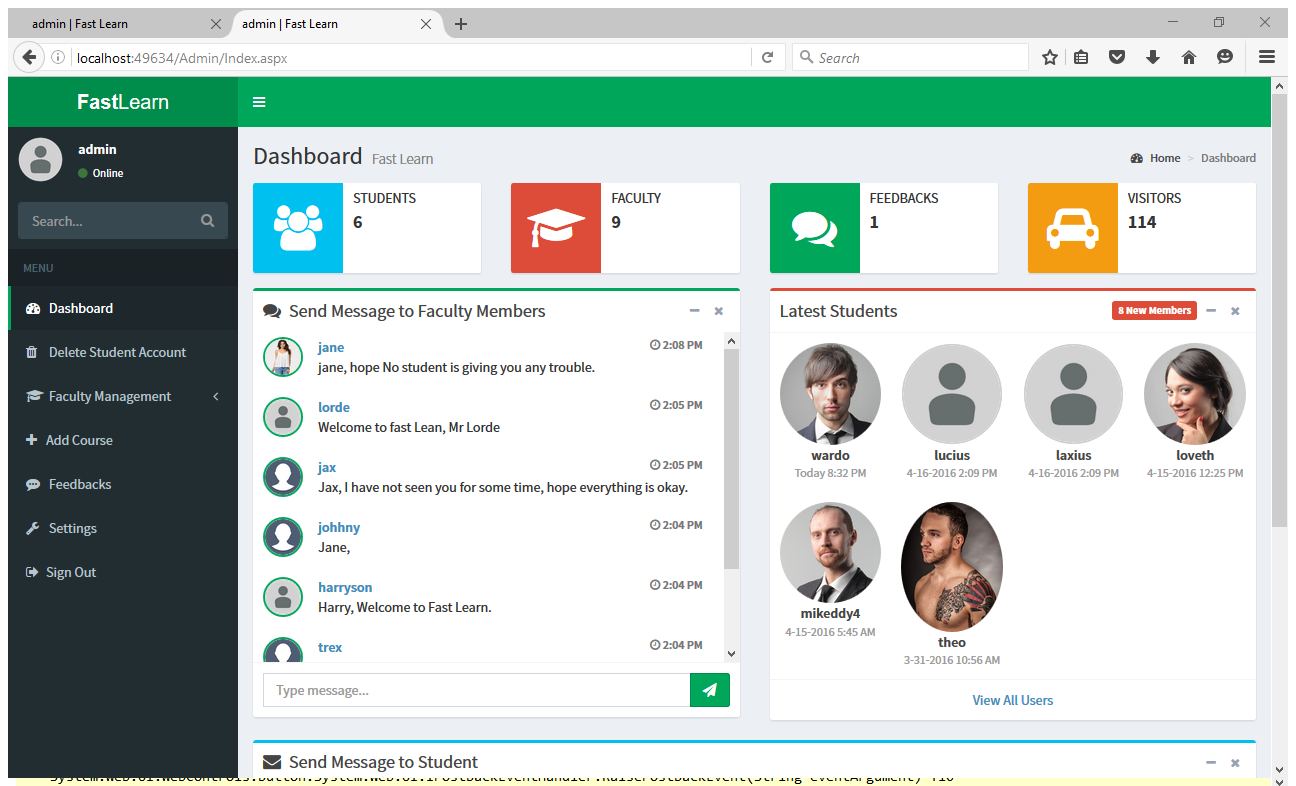 admin | Fast Learn
admin | Fast Learn
localhost:49634/Admin/Index.aspx
Search
FastLearn
admin
Online
Search...
MENU
Dashboard
Delete Student Account
Faculty Management
Add Course
Feedbacks
Settings
Sign Out
Dashboard Fast Learn
Home > Dashboard
STUDENTS
6
FACULTY
9
FEEDBACKS
1
VISITORS
114
Send Message to Faculty Members
jane 2:08 PM
jane, hope No student is giving you any trouble.
lorde 2:05 PM
Welcome to fast Lean, Mr Lorde
jax 2:05 PM
Jax, I have not seen you for some time, hope everything is okay.
johhny 2:04 PM
Jane,
harryson 2:04 PM
Harry, Welcome to Fast Learn.
trex 2:04 PM
Type message...
Latest Students
8 New Members
wardo
Today 8:32 PM
lucius
4-16-2016 2:09 PM
laxius
4-16-2016 2:09 PM
loveth
4-15-2016 12:25 PM
mikeddy4
4-15-2016 5:45 AM
theo
3-31-2016 10:56 AM
View All Users
Send Message to Student